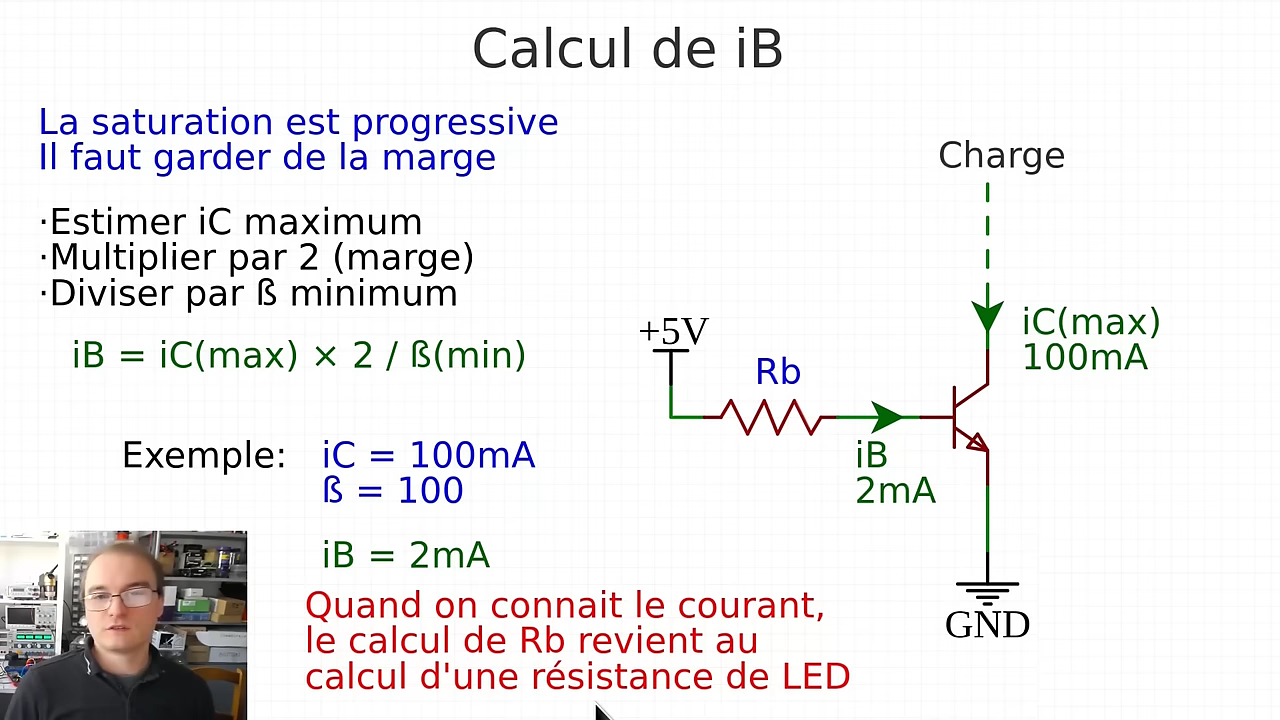 Calcul de iB
La saturation est progressive
Il faut garder de la marge
·Estimer iC maximum
·Multiplier par 2 (marge)
·Diviser par ß minimum
iB = iC(max) × 2 / ß(min)
Exemple:
iC = 100mA
ß = 100
iB = 2mA
Quand on connait le courant,
le calcul de Rb revient au
calcul d'une résistance de LED
Charge
iC(max)
100mA
+5V
Rb
iB
2mA
GND